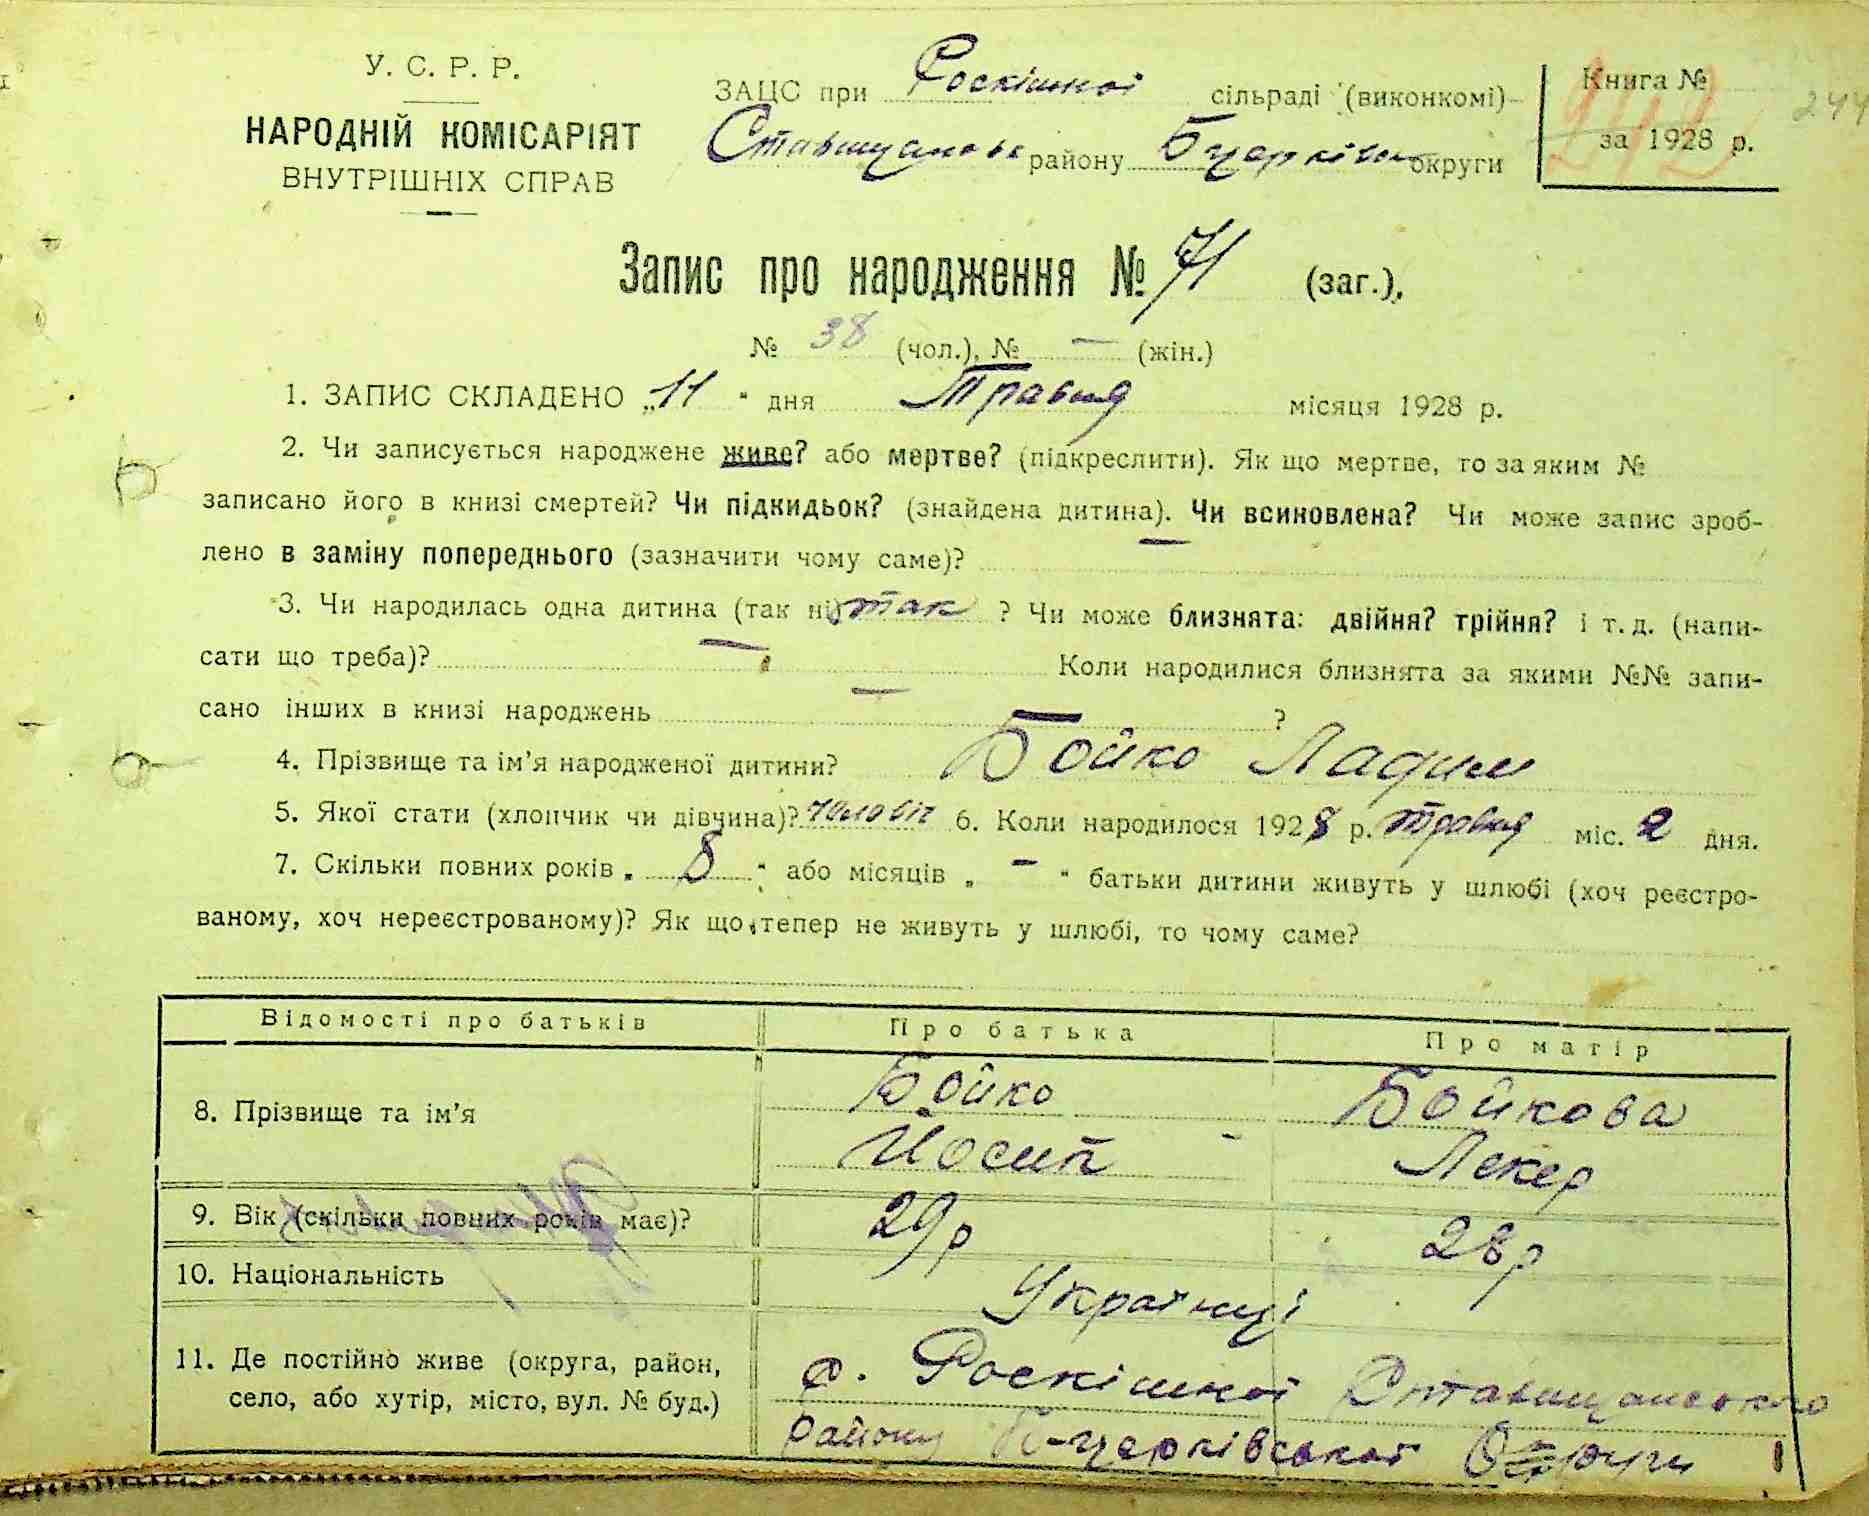 У. С. Р. Р.
НАРОДНІЙ КОМІСАРІЯТ
ВНУТРІШНІХ СПРАВ
ЗАЦС при Роскішної сільраді (виконкомі)
Ставищанськ району Б церківськ округи
Книга №
242
244
за 1928 р.
Запис про народження № 71 (заг.),
№ 38 (чол.), № — (жін.)
1. ЗАПИС СКЛАДЕНО „11" дня Травня місяця 1928 р.
2. Чи записується народжене живе? або мертве? (підкреслити). Як що мертве, то за яким №
записано його в книзі смертей? Чи підкидьок? (знайдена дитина). Чи всиновлена? Чи може запис зроб-
лено в заміну попереднього (зазначити чому саме)? —
3. Чи народилась одна дитина (так ні) так ? Чи може близнята: двійня? трійня? і т. д. (напи-
сати що треба)? — Коли народилися близнята за якими №№ запи-
сано інших в книзі народжень — ?
4. Прізвище та ім'я народженої дитини? Бойко Ладим
5. Якої стати (хлопчик чи дівчина)? чоловіч 6. Коли народилося 1928 р. травня міс. 2 дня.
7. Скільки повних років „ 8 "; або місяців „ — " батьки дитини живуть у шлюбі (хоч реєстро-
ваному, хоч нереєстрованому)? Як що тепер не живуть у шлюбі, то чому саме?
Відомості про батьків Про батька Про матір
8. Прізвище та ім'я Бойко Йосип Бойкова Лекер
9. Вік (скільки повних років має)? 29 р 28 р
10. Національність Українці
11. Де постійно живе (округа, район,
село, або хутір, місто, вул. № буд.)
с. Роскішної Ставищанського
району Б-церківської Округи